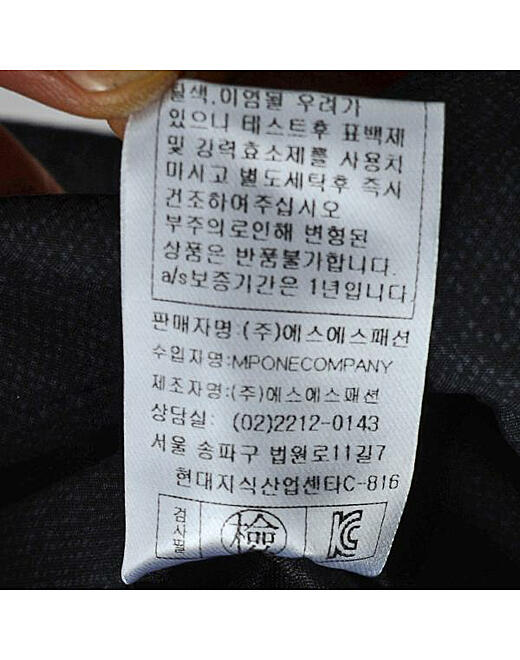 탈색,이염될 우려가
있으니 테스트후 표백제
및 강력효소제를 사용치
마시고 별도세탁후 즉시
건조하여주십시오
부주의로인해 변형된
상품은 반품불가합니다.
a/s보증기간은 1년입니다.
판매자명:(주)에스에스패션
수입자명:MPONECOMPANY
제조자명:(주)에스에스패션
상담실: (02)2212-0143
서울 송파구 법원로11길7
현대지식산업센타C-816
검사필 檢 KC